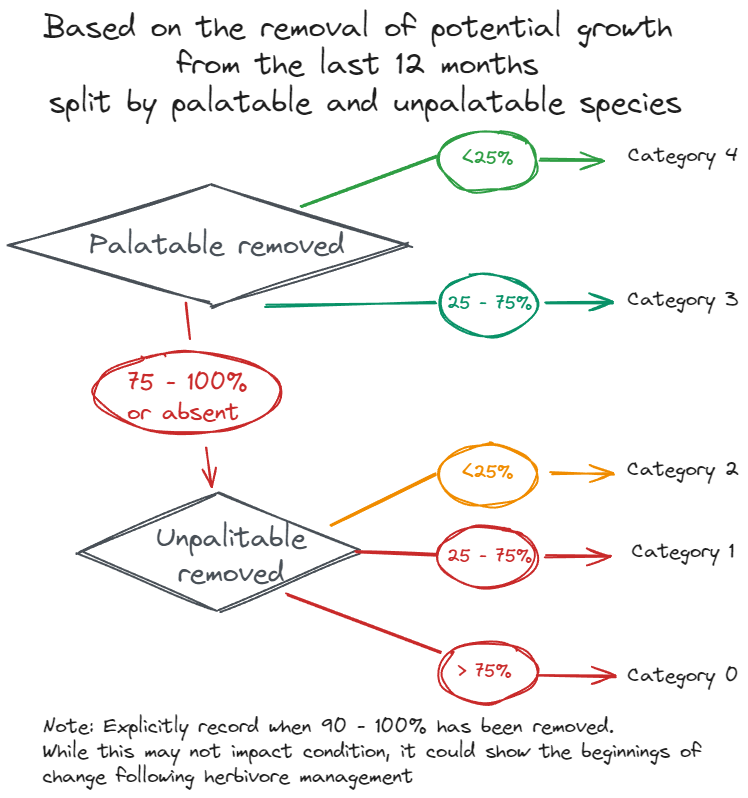 Based on the removal of potential growth
from the last 12 months
split by palatable and unpalatable species
<25%
Category 4
Palatable removed
25 - 75%
Category 3
75 - 100%
or absent
<25%
Category 2
Unpalitable
removed
25 - 75%
Category 1
> 75%
Category 0
Note: Explicitly record when 90 - 100% has been removed.
While this may not impact condition, it could show the beginnings of
change following herbivore management